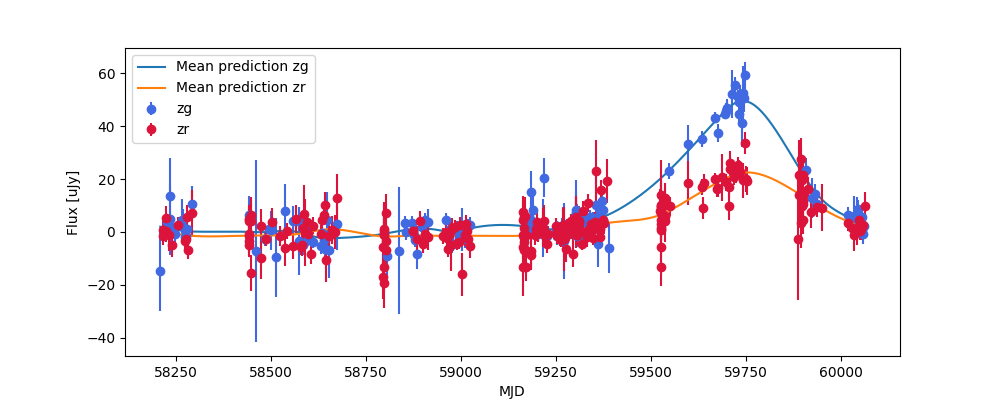 Mean prediction zg
Mean prediction zr
zg
zr
60
40
20
0
−20
−40
Flux [uJy]
58250
58500
58750
59000
59250
59500
59750
60000
MJD